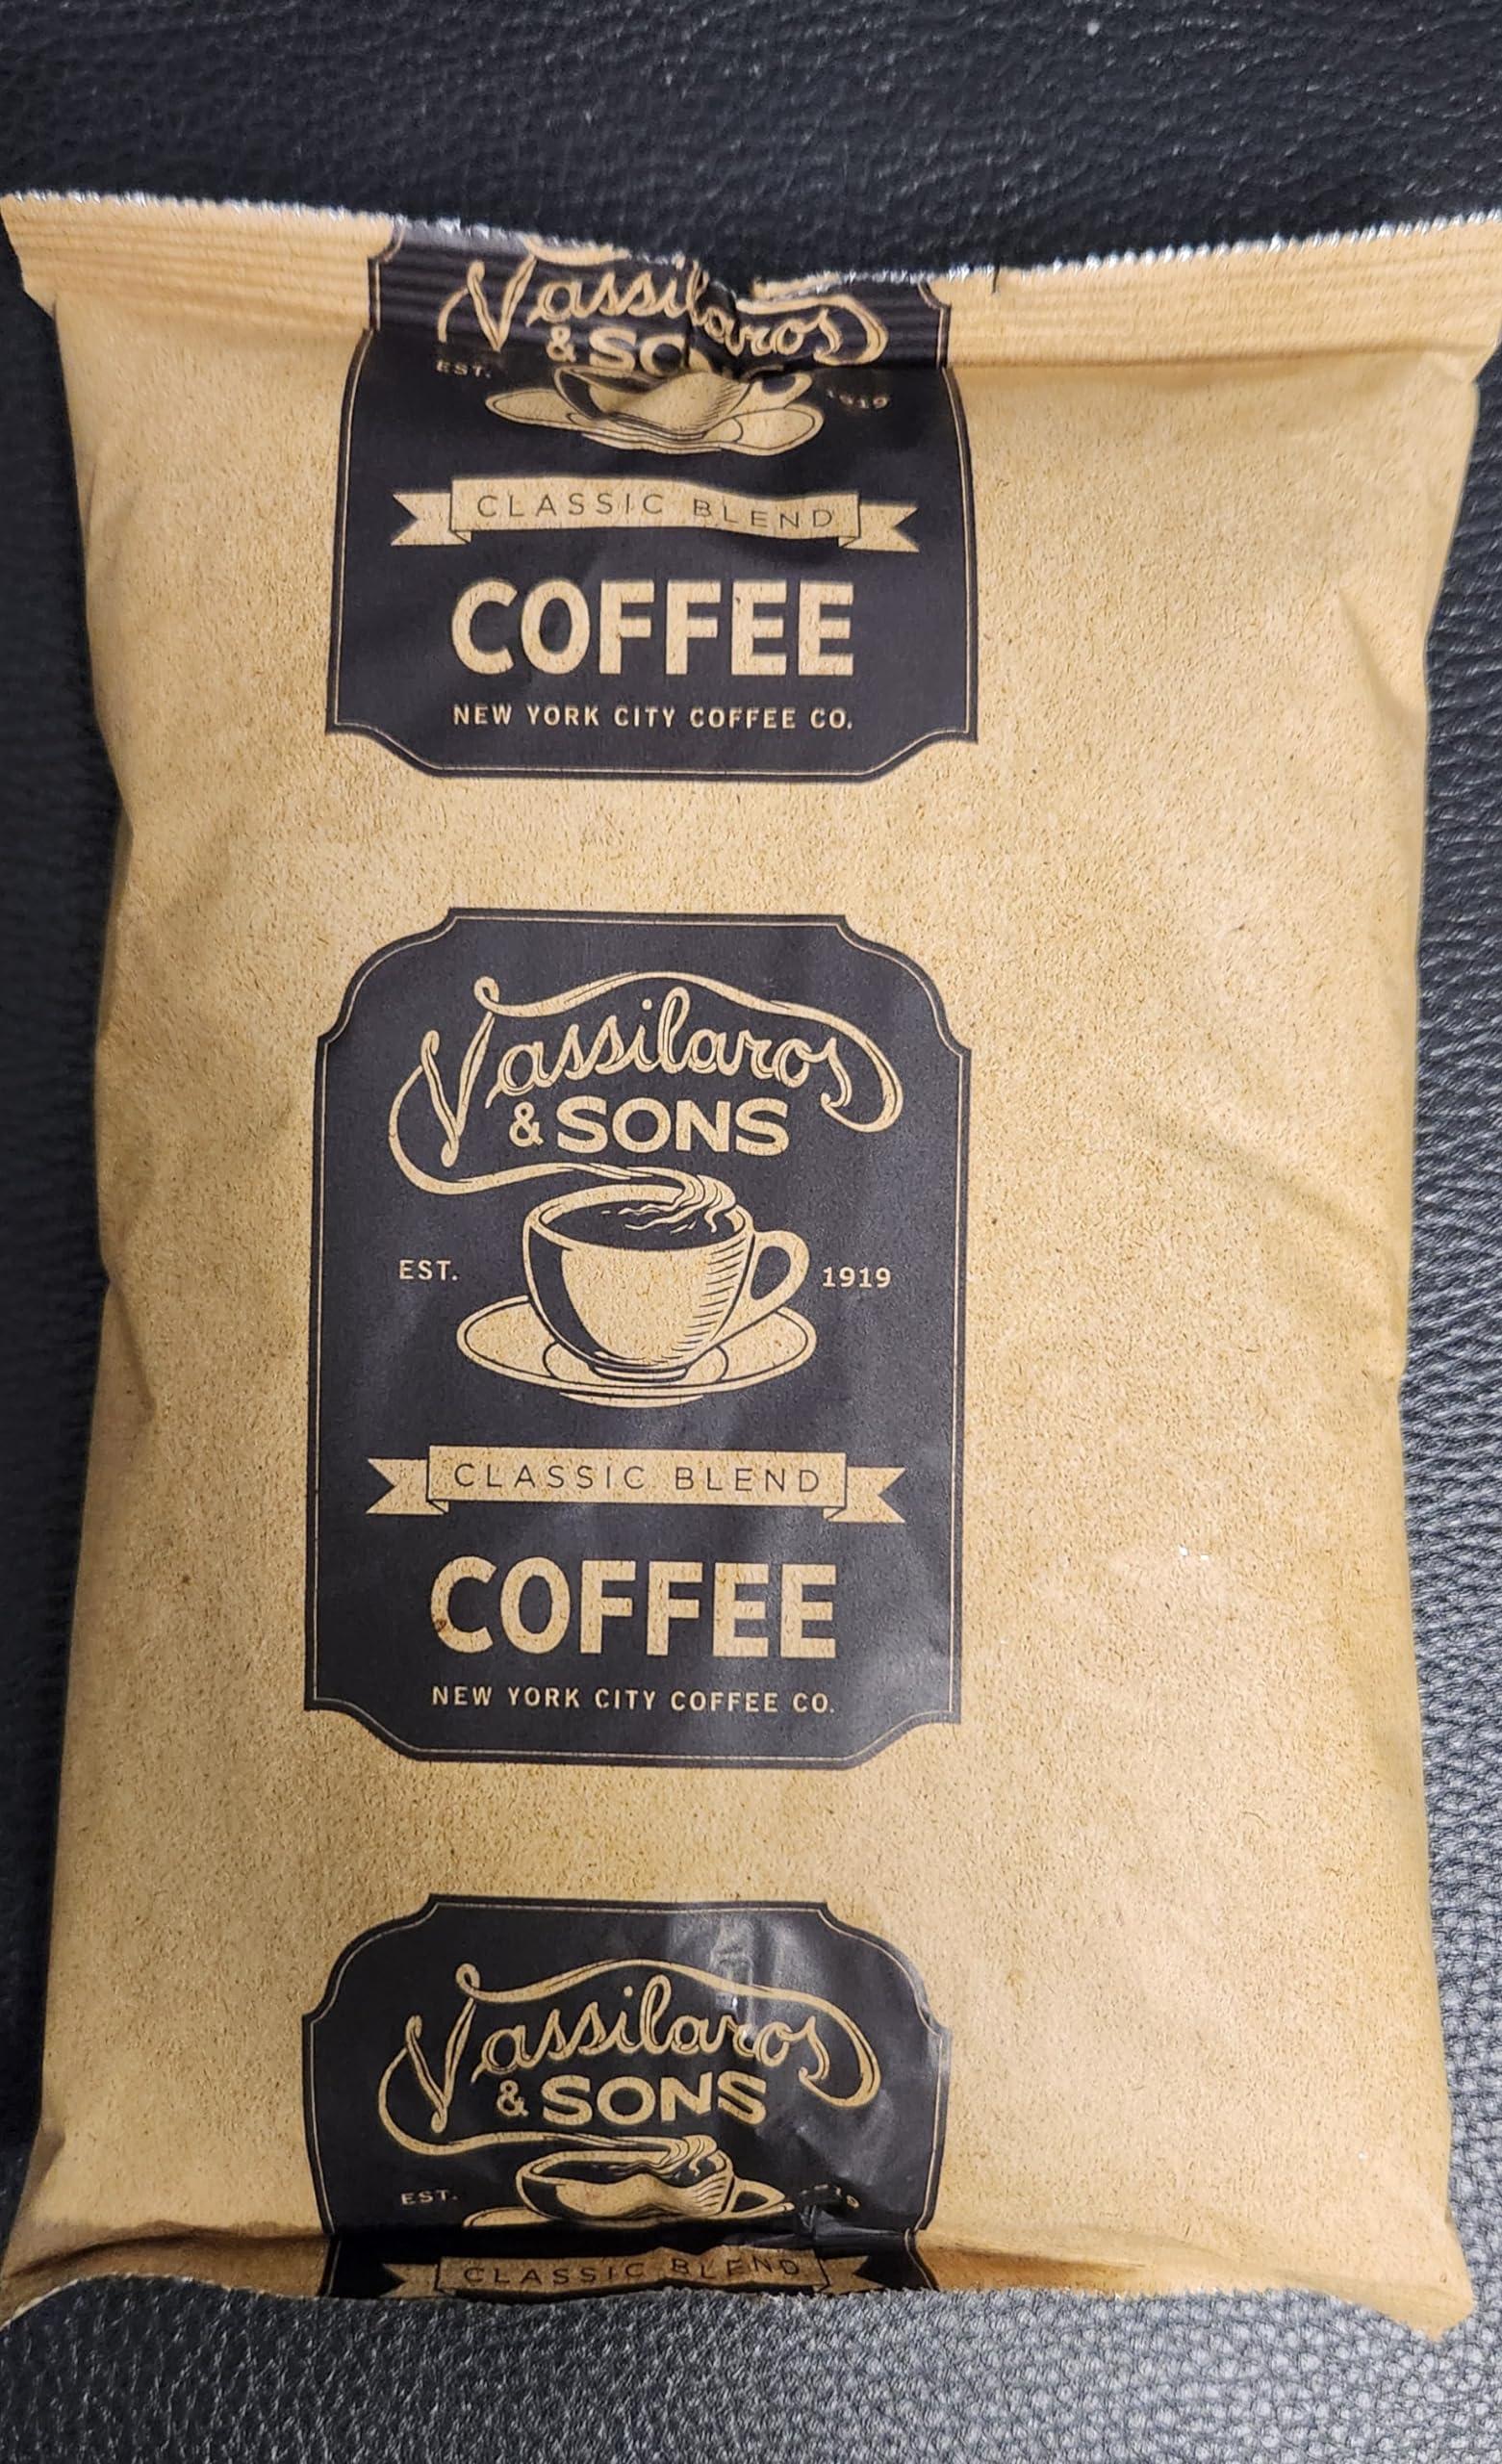 Vassilaros
& SONS
EST. 1919
CLASSIC BLEND
COFFEE
NEW YORK CITY COFFEE CO.
Vassilaros
& SONS
EST. 1919
CLASSIC BLEND
COFFEE
NEW YORK CITY COFFEE CO.
Vassilaros
& SONS
EST. 1919
CLASSIC BLEND